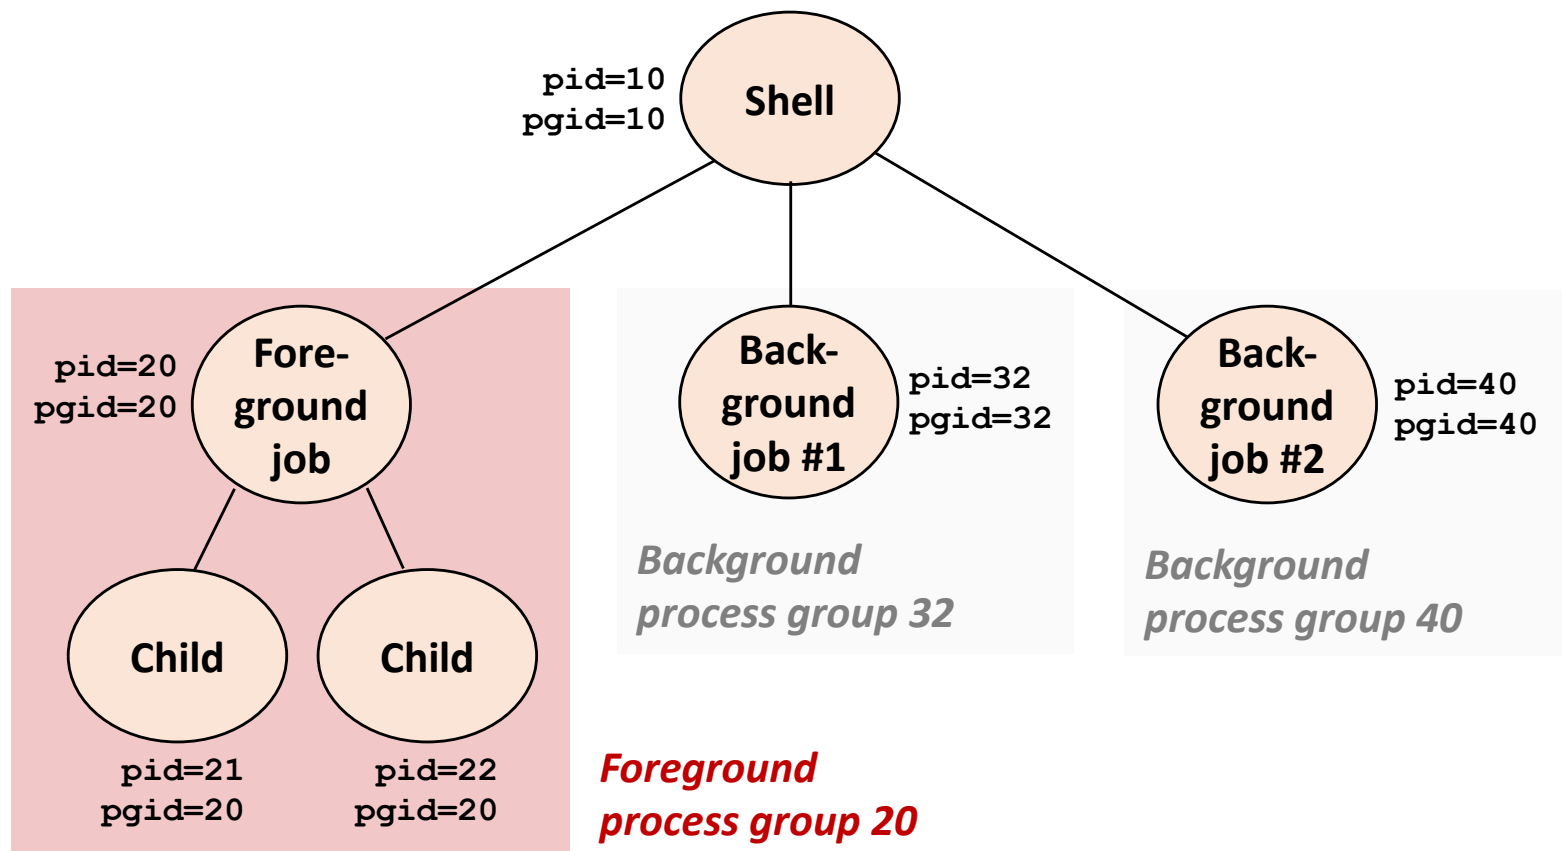 pid=10
pgid=10
Shell
pid=20
pgid=20
Fore-
ground
job
Back-
ground
job #1
pid=32
pgid=32
Back-
ground
job #2
pid=40
pgid=40
Background
process group 32
Background
process group 40
Child
Child
pid=21
pgid=20
pid=22
pgid=20
Foreground
process group 20